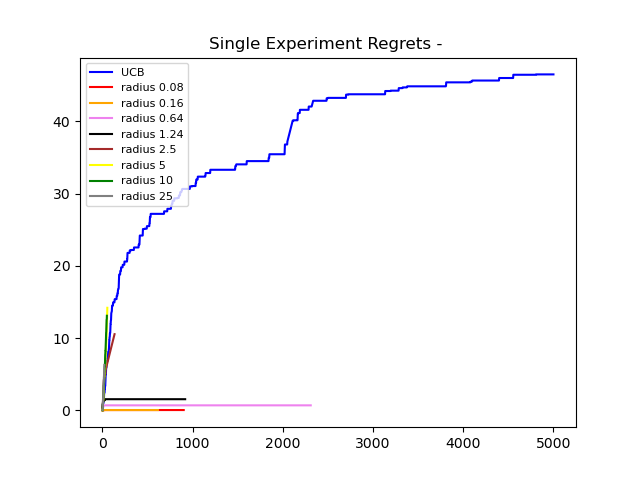 Single Experiment Regrets -
UCB
radius 0.08
radius 0.16
radius 0.64
radius 1.24
radius 2.5
radius 5
radius 10
radius 25
40
30
20
10
0
0 1000 2000 3000 4000 5000